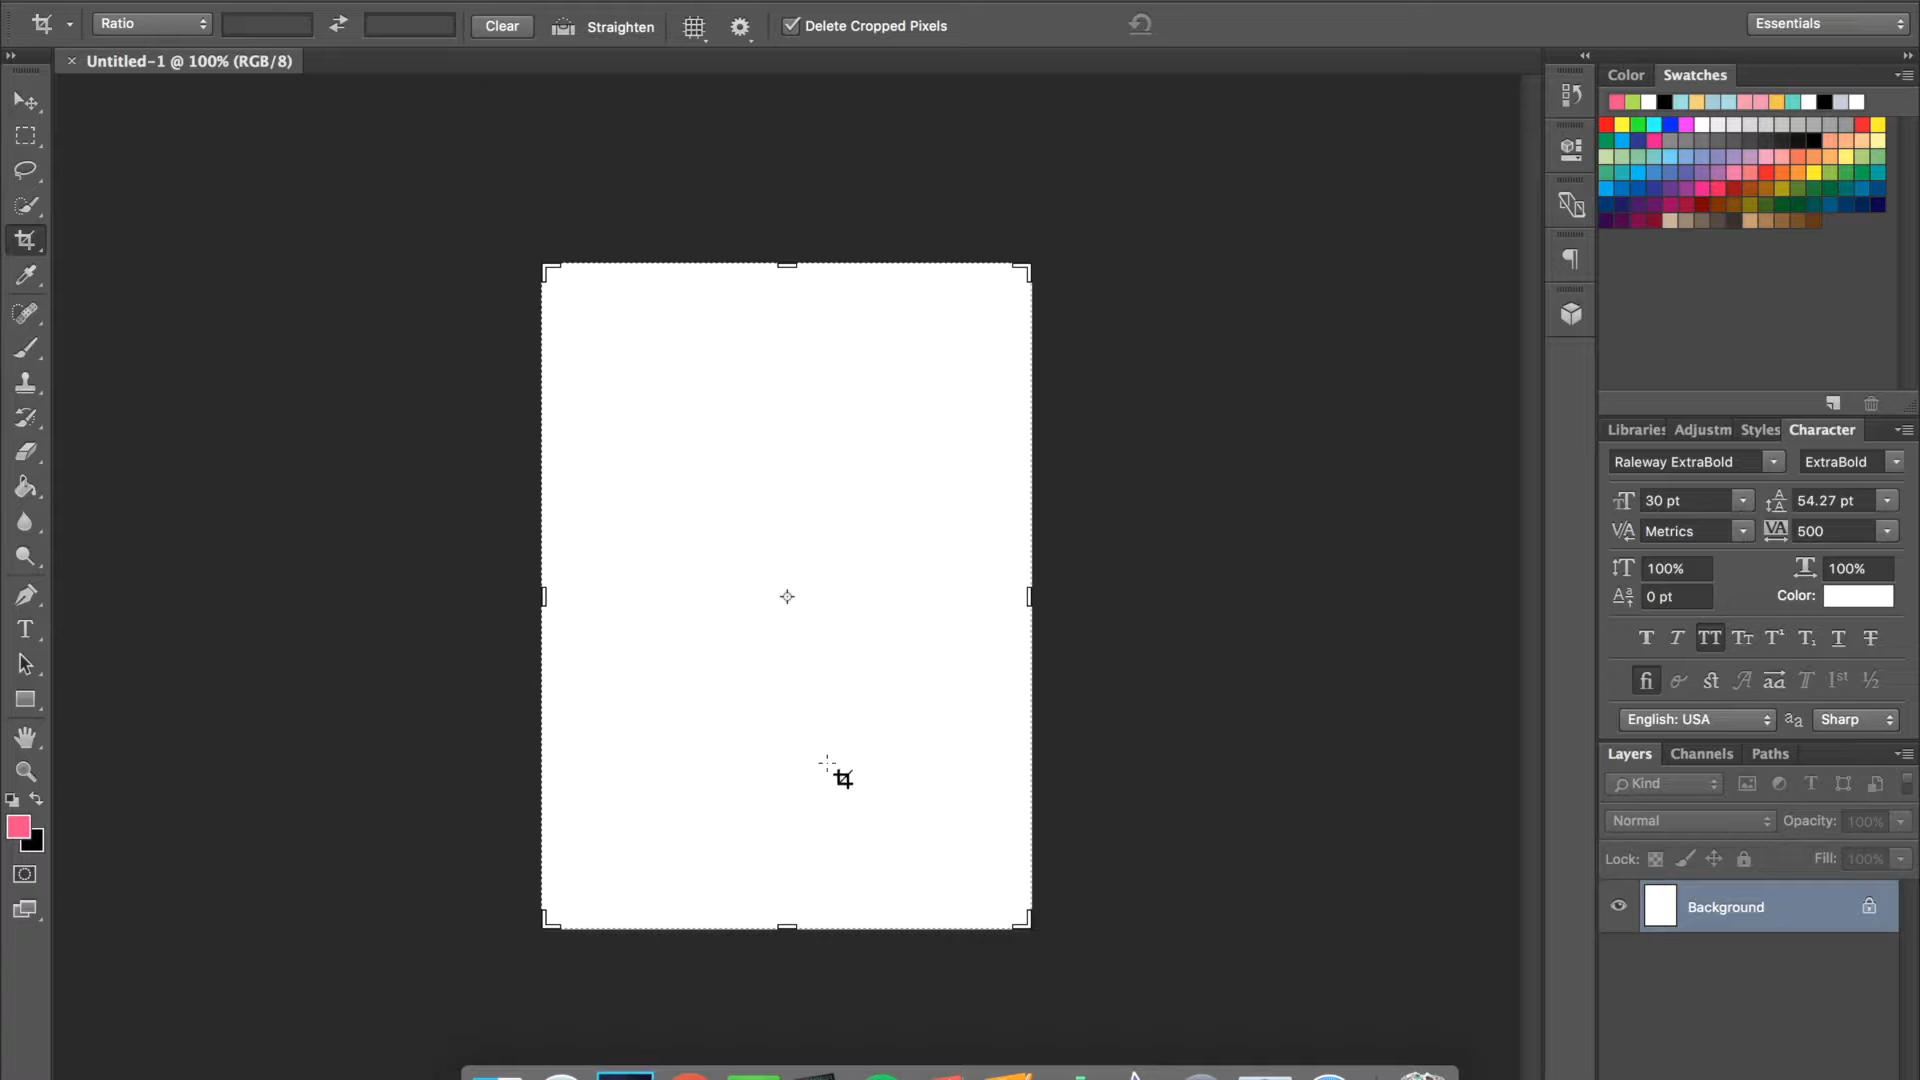 Ratio
Clear
Straighten
Delete Cropped Pixels
Essentials
Untitled-1 @ 100% (RGB/8)
Color
Swatches
Libraries
Adjustm
Styles
Character
Raleway ExtraBold
ExtraBold
30 pt
54.27 pt
Metrics
500
100%
100%
0 pt
Color:
English: USA
Sharp
Layers
Channels
Paths
Kind
Normal
Opacity:
100%
Lock:
Fill:
100%
Background